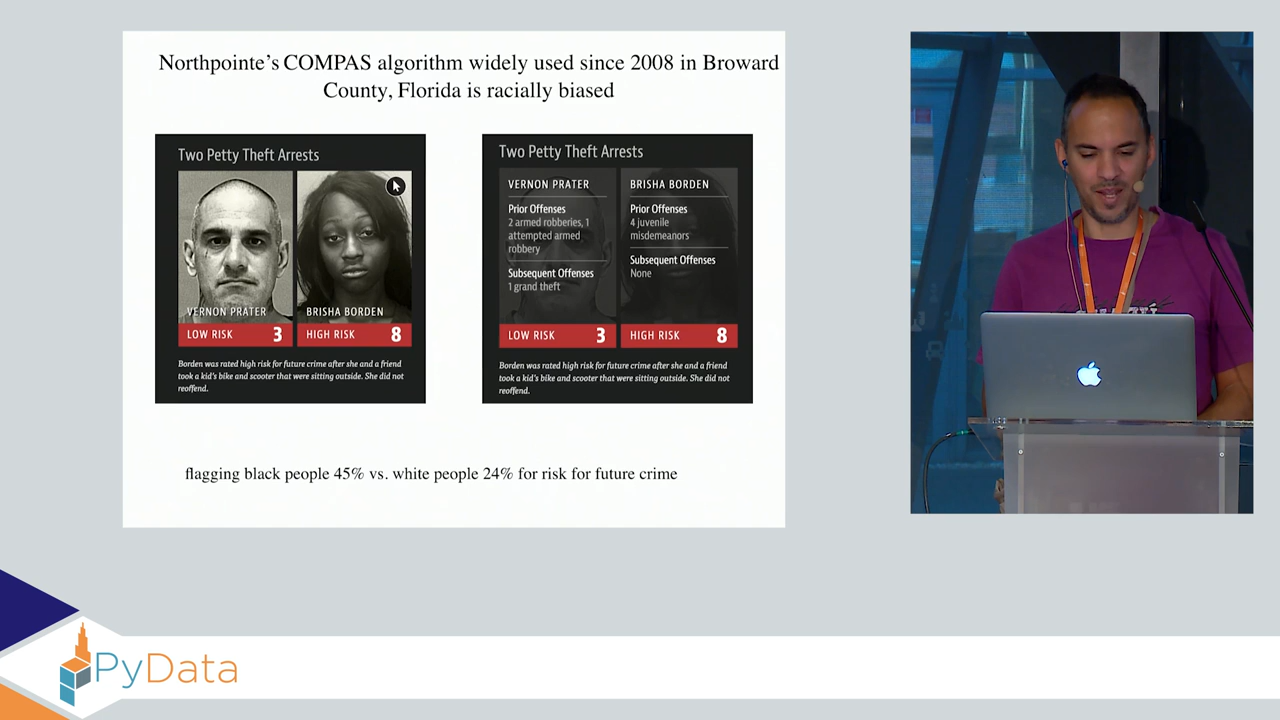 Northpointe's COMPAS algorithm widely used since 2008 in Broward
County, Florida is racially biased
Two Petty Theft Arrests
VERNON PRATER
BRISHA BORDEN
LOW RISK 3
HIGH RISK 8
Borden was rated high risk for future crime after she and a friend
took a kid's bike and scooter that were sitting outside. She did not
reoffend.
Two Petty Theft Arrests
VERNON PRATER
Prior Offenses
2 armed robberies, 1
attempted armed
robbery
Subsequent Offenses
1 grand theft
LOW RISK 3
BRISHA BORDEN
Prior Offenses
4 juvenile
misdemeanors
Subsequent Offenses
None
HIGH RISK 8
Borden was rated high risk for future crime after she and a friend
took a kid's bike and scooter that were sitting outside. She did not
reoffend.
flagging black people 45% vs. white people 24% for risk for future crime
PyData